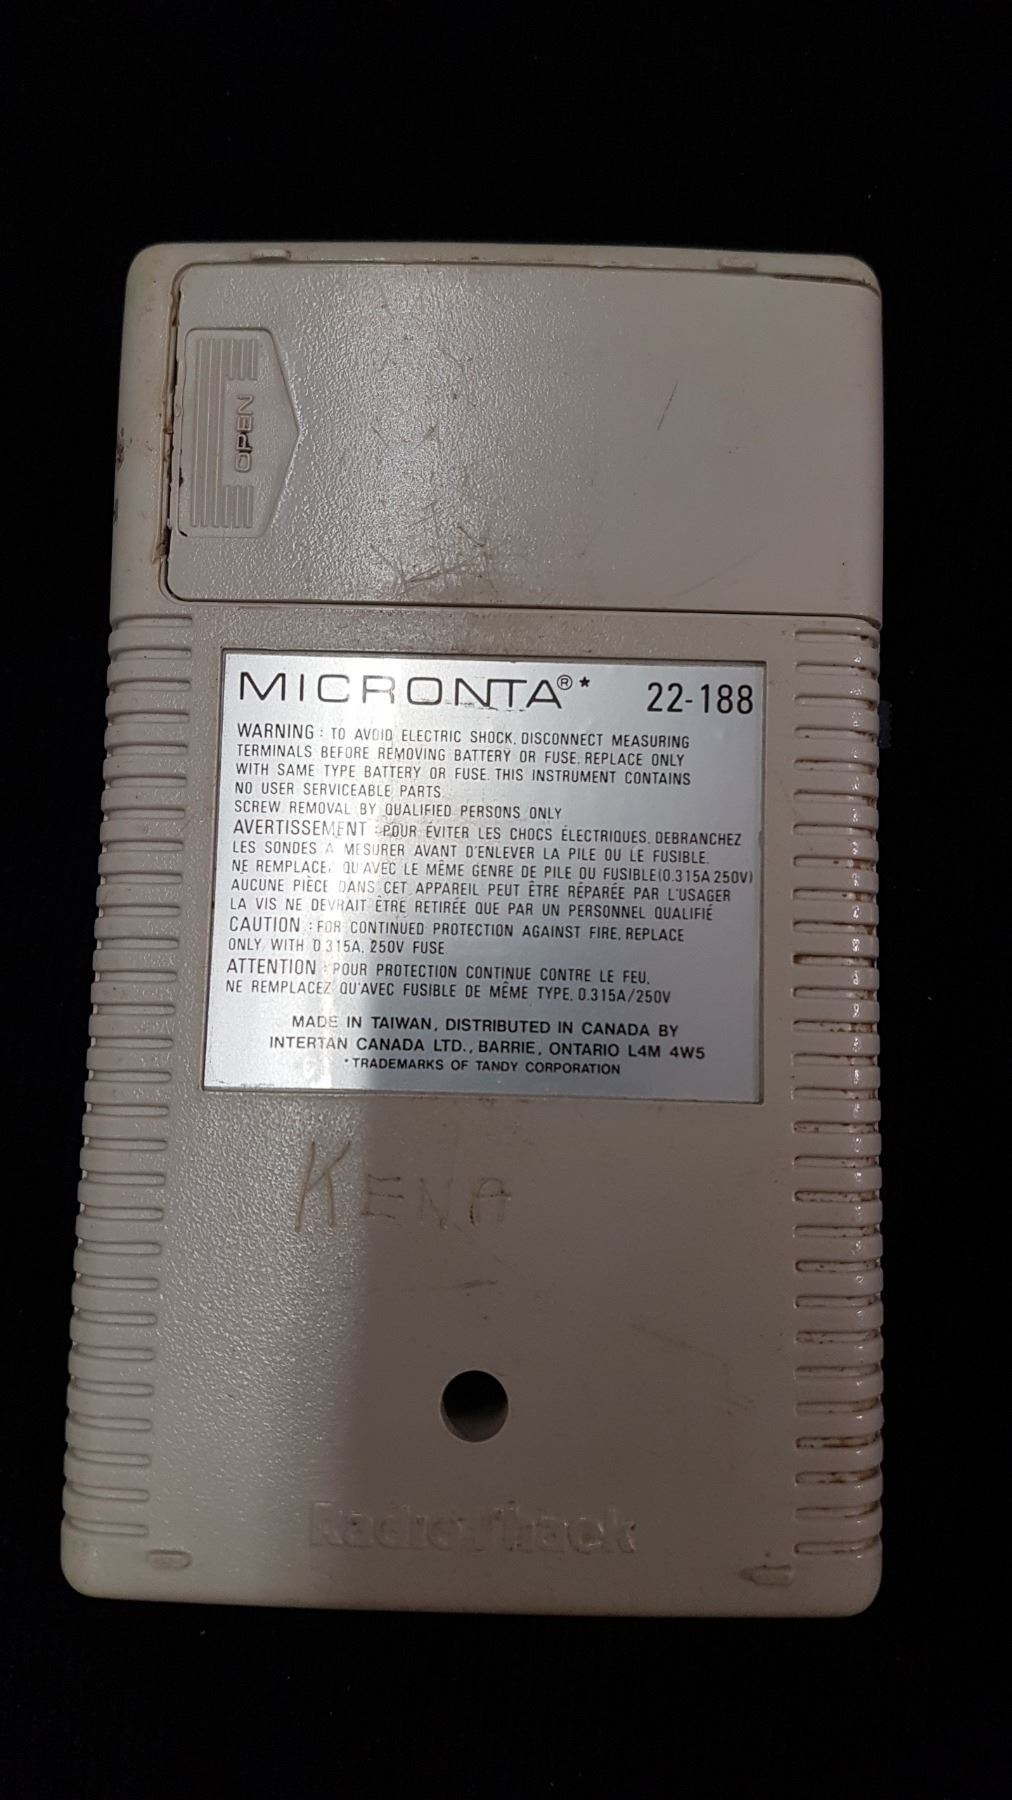 OPEN
MICRONTA®* 22-188
WARNING : TO AVOID ELECTRIC SHOCK, DISCONNECT MEASURING
TERMINALS BEFORE REMOVING BATTERY OR FUSE. REPLACE ONLY
WITH SAME TYPE BATTERY OR FUSE. THIS INSTRUMENT CONTAINS
NO USER SERVICEABLE PARTS.
SCREW REMOVAL BY QUALIFIED PERSONS ONLY
AVERTISSEMENT : POUR ÉVITER LES CHOCS ÉLECTRIQUES, DEBRANCHEZ
LES SONDES A MESURER AVANT D'ENLEVER LA PILE OU LE FUSIBLE.
NE REMPLACEZ QU'AVEC LE MÊME GENRE DE PILE OU FUSIBLE(0.315A 250V)
AUCUNE PIÈCE DANS CET APPAREIL PEUT ÊTRE RÉPARÉE PAR L'USAGER
LA VIS NE DEVRAIT ÊTRE RETIRÉE QUE PAR UN PERSONNEL QUALIFIÉ
CAUTION : FOR CONTINUED PROTECTION AGAINST FIRE, REPLACE
ONLY WITH 0.315A, 250V FUSE
ATTENTION : POUR PROTECTION CONTINUE CONTRE LE FEU,
NE REMPLACEZ QU'AVEC FUSIBLE DE MÊME TYPE, 0.315A/250V
MADE IN TAIWAN, DISTRIBUTED IN CANADA BY
INTERTAN CANADA LTD., BARRIE, ONTARIO L4M 4W5
*TRADEMARKS OF TANDY CORPORATION
KENA
Radio Shack